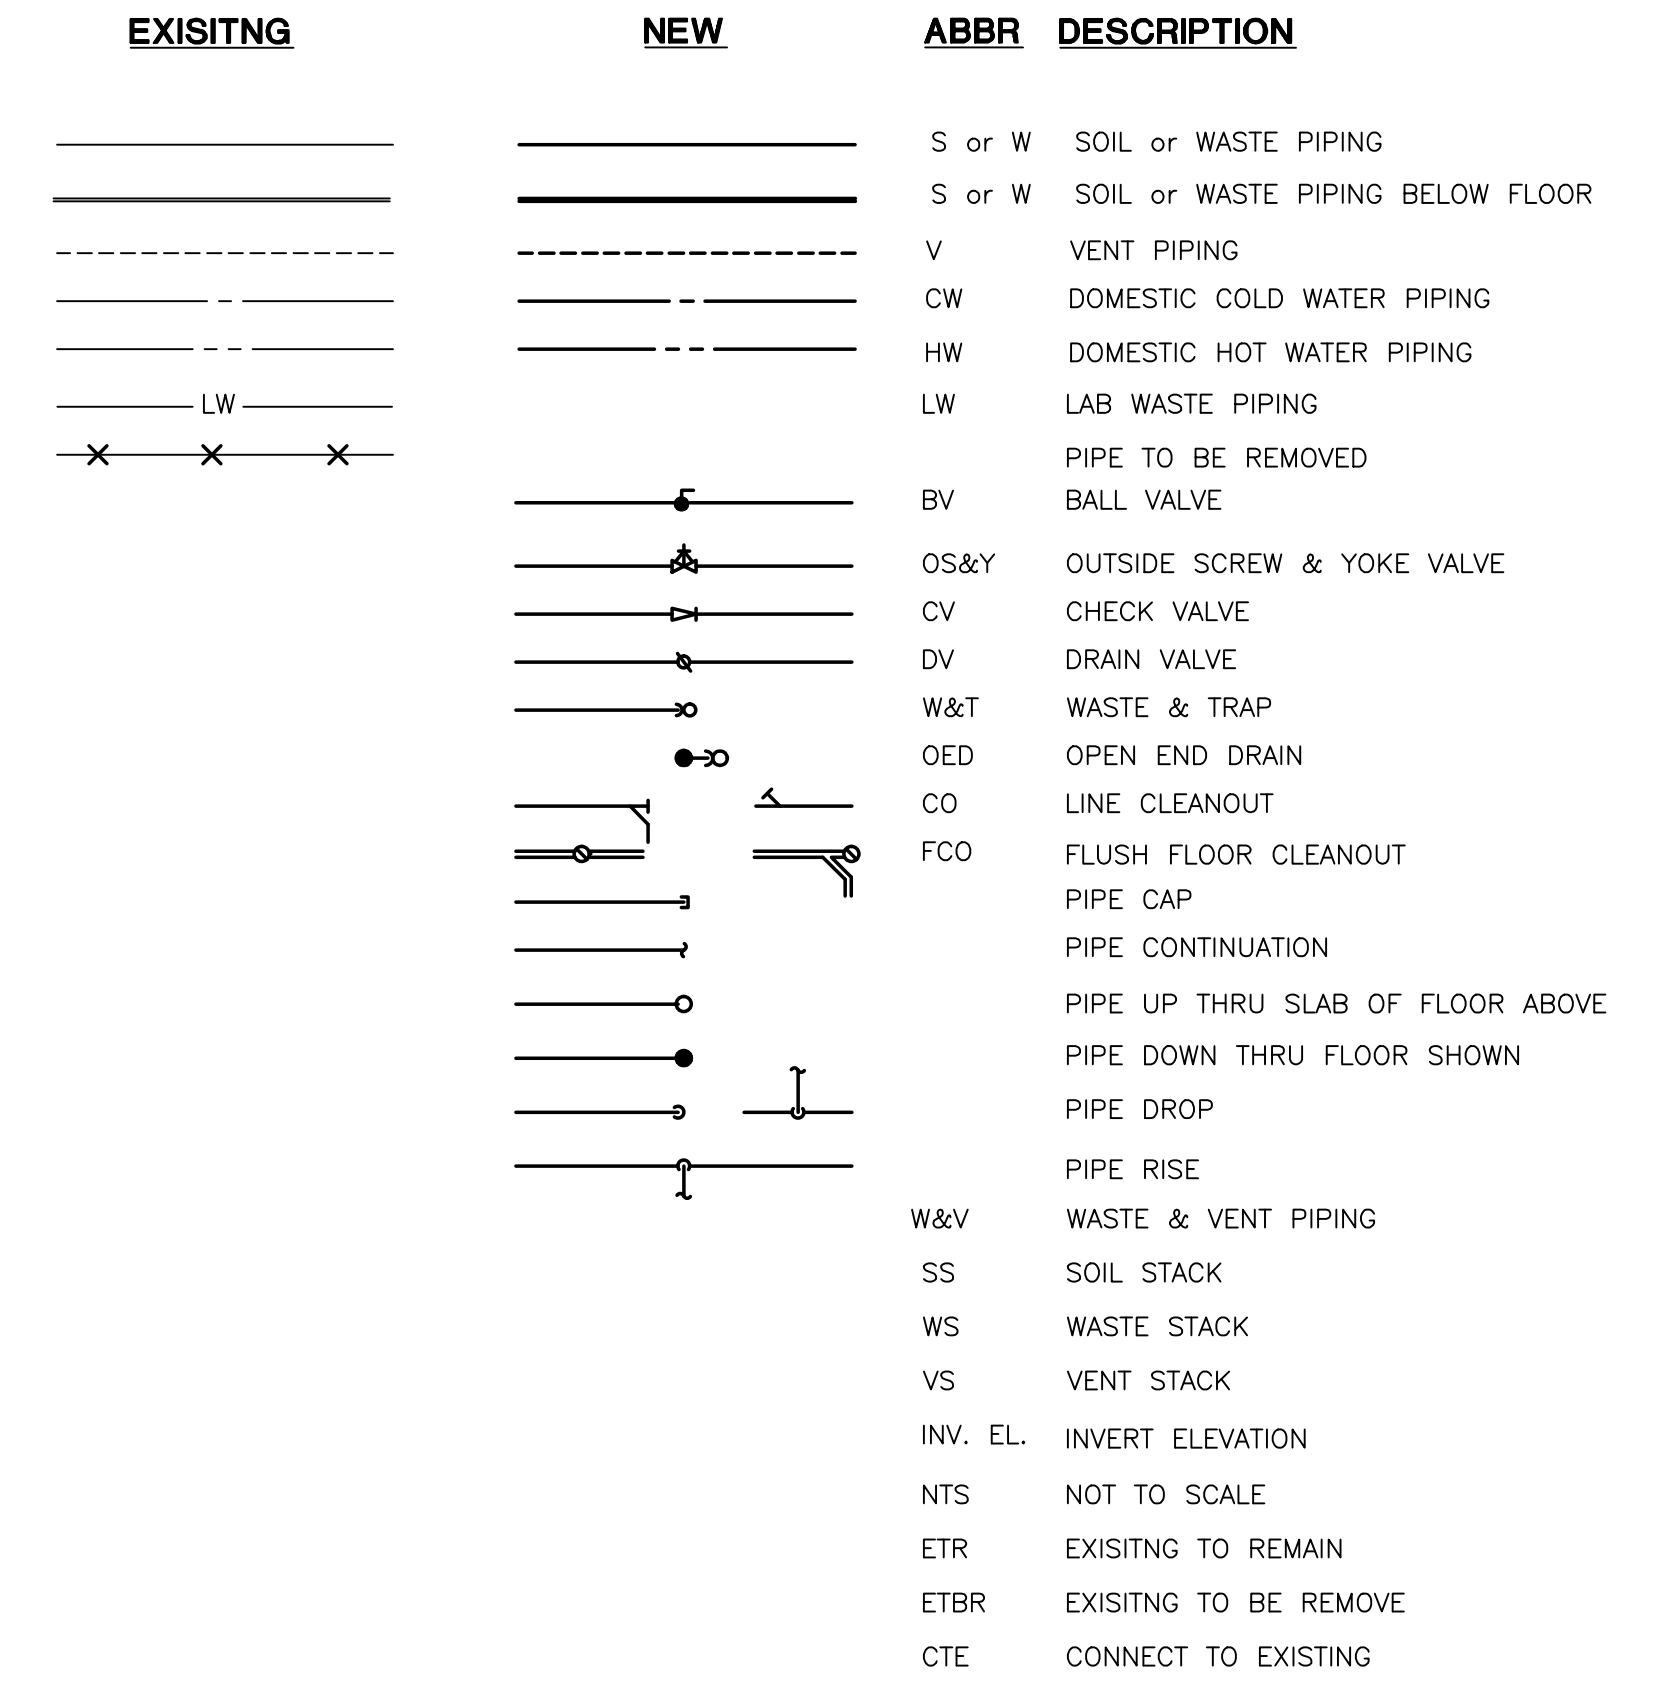 EXISITNG NEW ABBR DESCRIPTION
S or W SOIL or WASTE PIPING
S or W SOIL or WASTE PIPING BELOW FLOOR
V VENT PIPING
CW DOMESTIC COLD WATER PIPING
HW DOMESTIC HOT WATER PIPING
LW LW LAB WASTE PIPING
PIPE TO BE REMOVED
BV BALL VALVE
OS&Y OUTSIDE SCREW & YOKE VALVE
CV CHECK VALVE
DV DRAIN VALVE
W&T WASTE & TRAP
OED OPEN END DRAIN
CO LINE CLEANOUT
FCO FLUSH FLOOR CLEANOUT
PIPE CAP
PIPE CONTINUATION
PIPE UP THRU SLAB OF FLOOR ABOVE
PIPE DOWN THRU FLOOR SHOWN
PIPE DROP
PIPE RISE
W&V WASTE & VENT PIPING
SS SOIL STACK
WS WASTE STACK
VS VENT STACK
INV. EL. INVERT ELEVATION
NTS NOT TO SCALE
ETR EXISITNG TO REMAIN
ETBR EXISITNG TO BE REMOVE
CTE CONNECT TO EXISTING